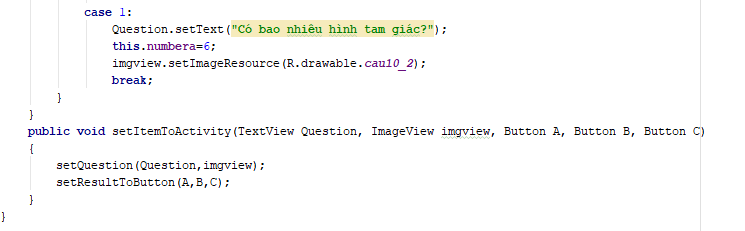 case 1:
Question.setText("Có bao nhiêu hình tam giác?");
this.numbera=6;
imgview.setImageResource(R.drawable.cau10_2);
break;
}
}
public void setItemToActivity(TextView Question, ImageView imgview, Button A, Button B, Button C)
{
setQuestion(Question,imgview);
setResultToButton(A,B,C);
}
}